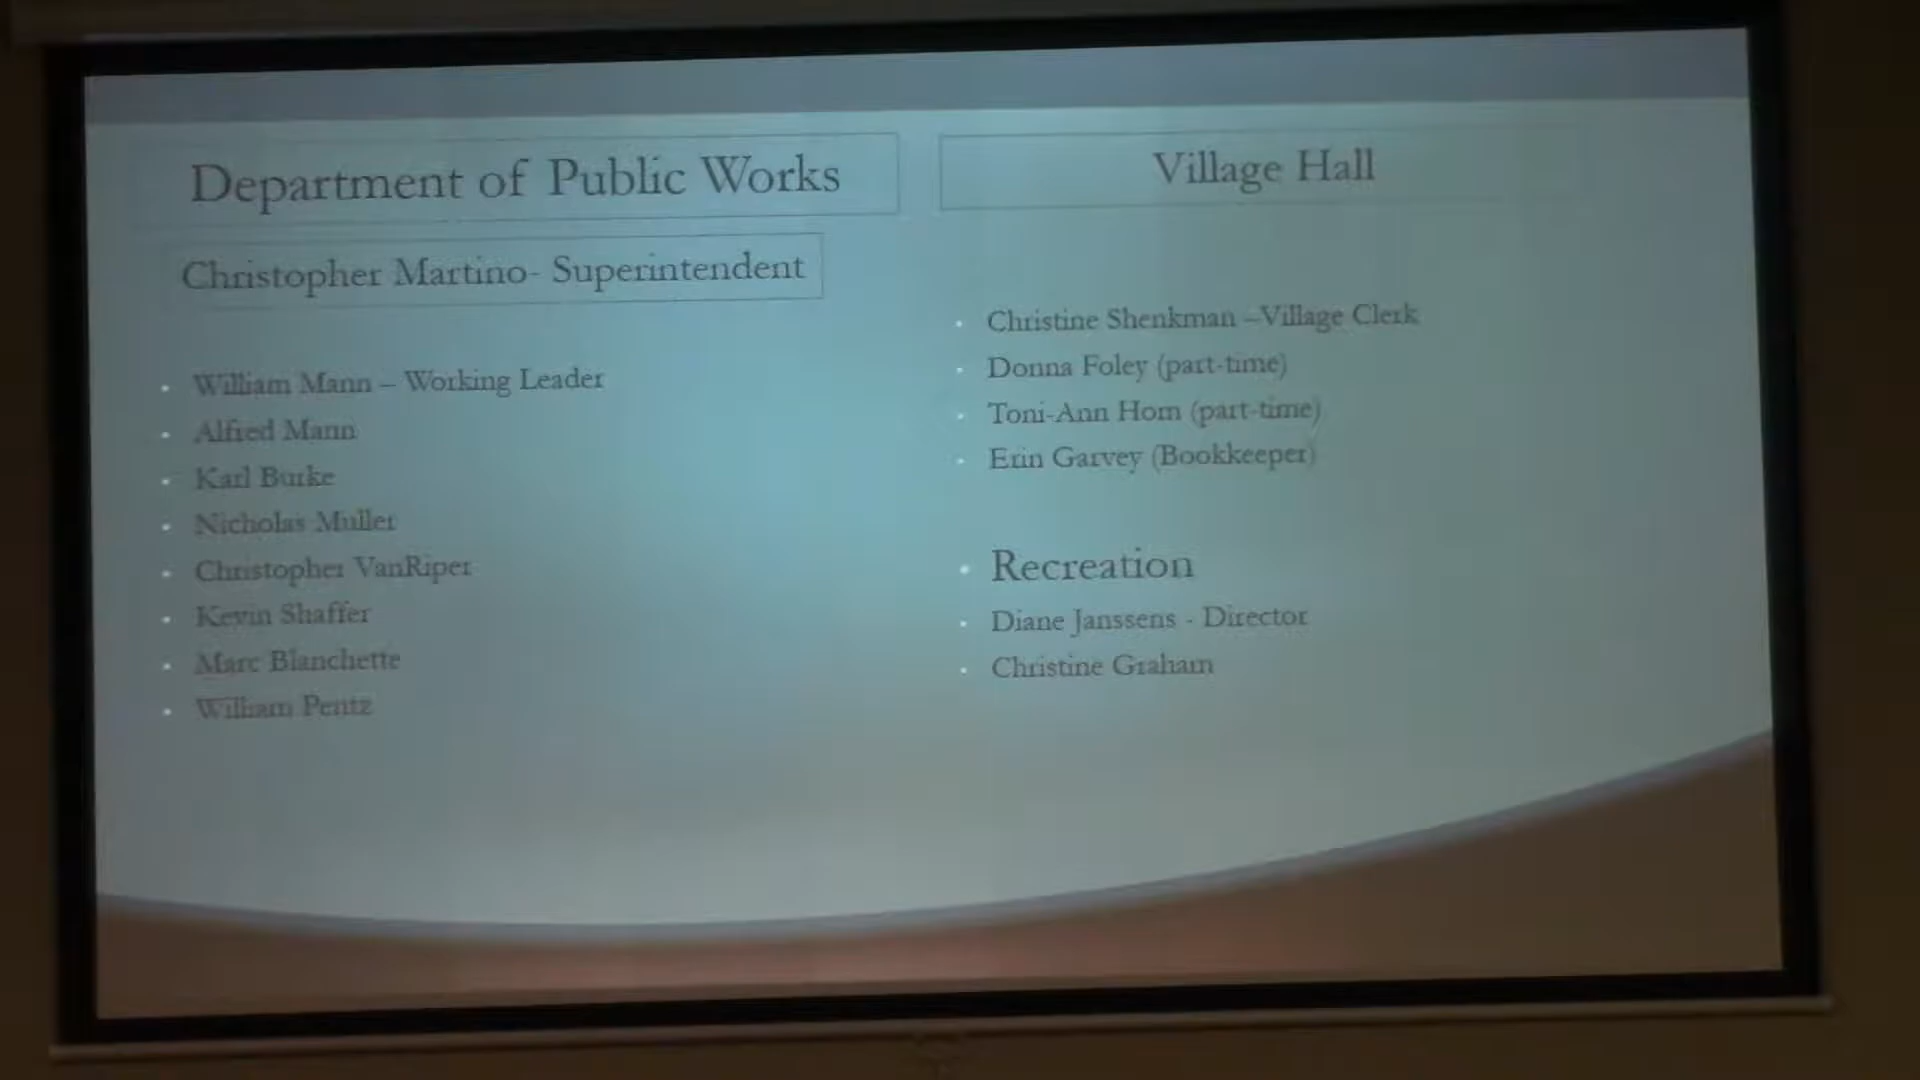 Department of Public Works
Christopher Martino- Superintendent
• William Mann – Working Leader
• Alfred Mann
• Karl Burke
• Nicholas Muller
• Christopher VanRiper
• Kevin Shaffer
• Marc Blanchette
• William Pentz
Village Hall
• Christine Shenkman –Village Clerk
• Donna Foley (part-time)
• Toni-Ann Horn (part-time)
• Erin Garvey (Bookkeeper)
• Recreation
• Diane Janssens - Director
• Christine Graham